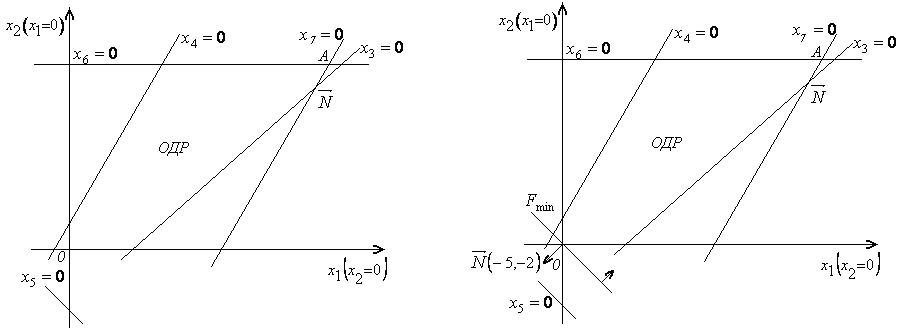 x₂(x₁=0)
x₄ = 0
x₇ = 0
x₃ = 0
x₆ = 0
A
N⃗
ОДР
0
x₁(x₂=0)
x₅ = 0
x₂(x₁=0)
x₄ = 0
x₇ = 0
x₃ = 0
x₆ = 0
A
N⃗
ОДР
F_min
N⃗(−5,−2)
0
x₁(x₂=0)
x₅ = 0